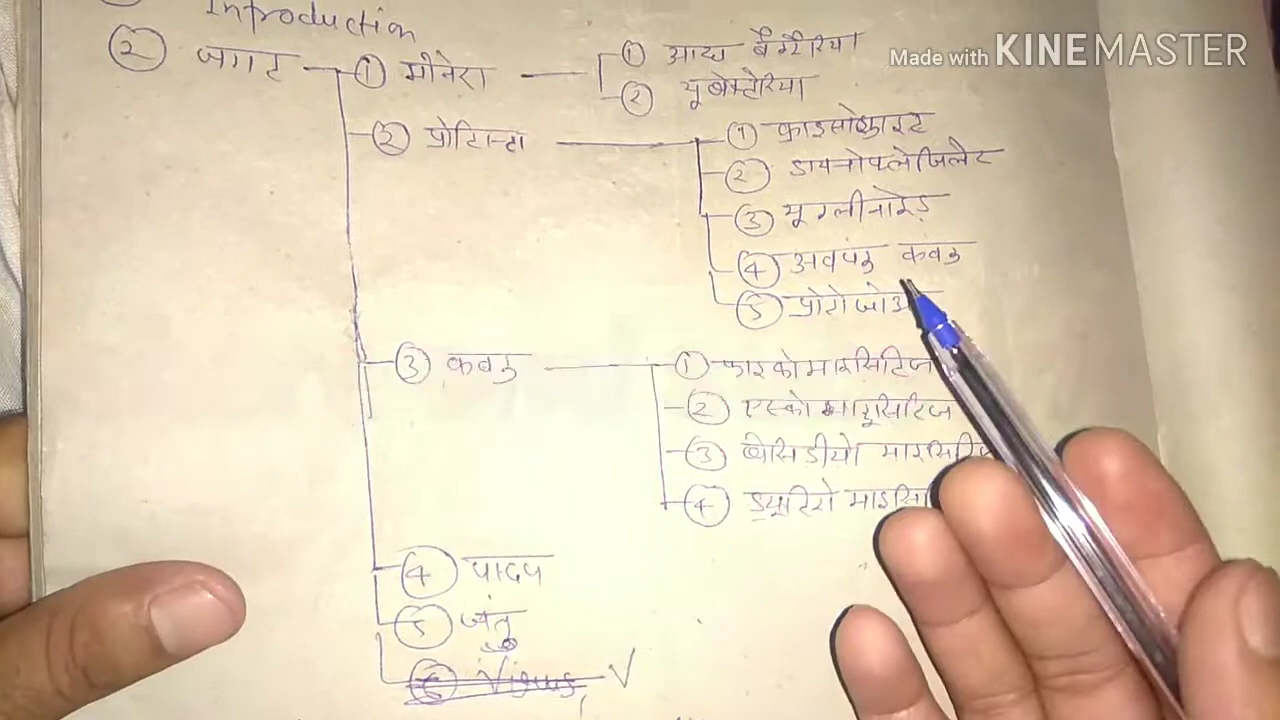 Introduction
② जगत ① मोनेरा ① आद्य बैक्टैरिया
② यूबेक्टेरिया
② प्रोटिस्टा ① क्राइसोफाइट
② डायनोफ्लेजिलेट
③ यूग्लीनाइड
④ अवपंक कवक
⑤ प्रोटोजोआ
③ कवक ① फाइकोमाइसिटिज
② एस्कोमाइसिटिज
③ बेसिडीयो माइसिटिज
④ ड्यूटिरो माइसि
④ पादप
⑤ जंतु
⑥ Virus
Made with KINEMASTER